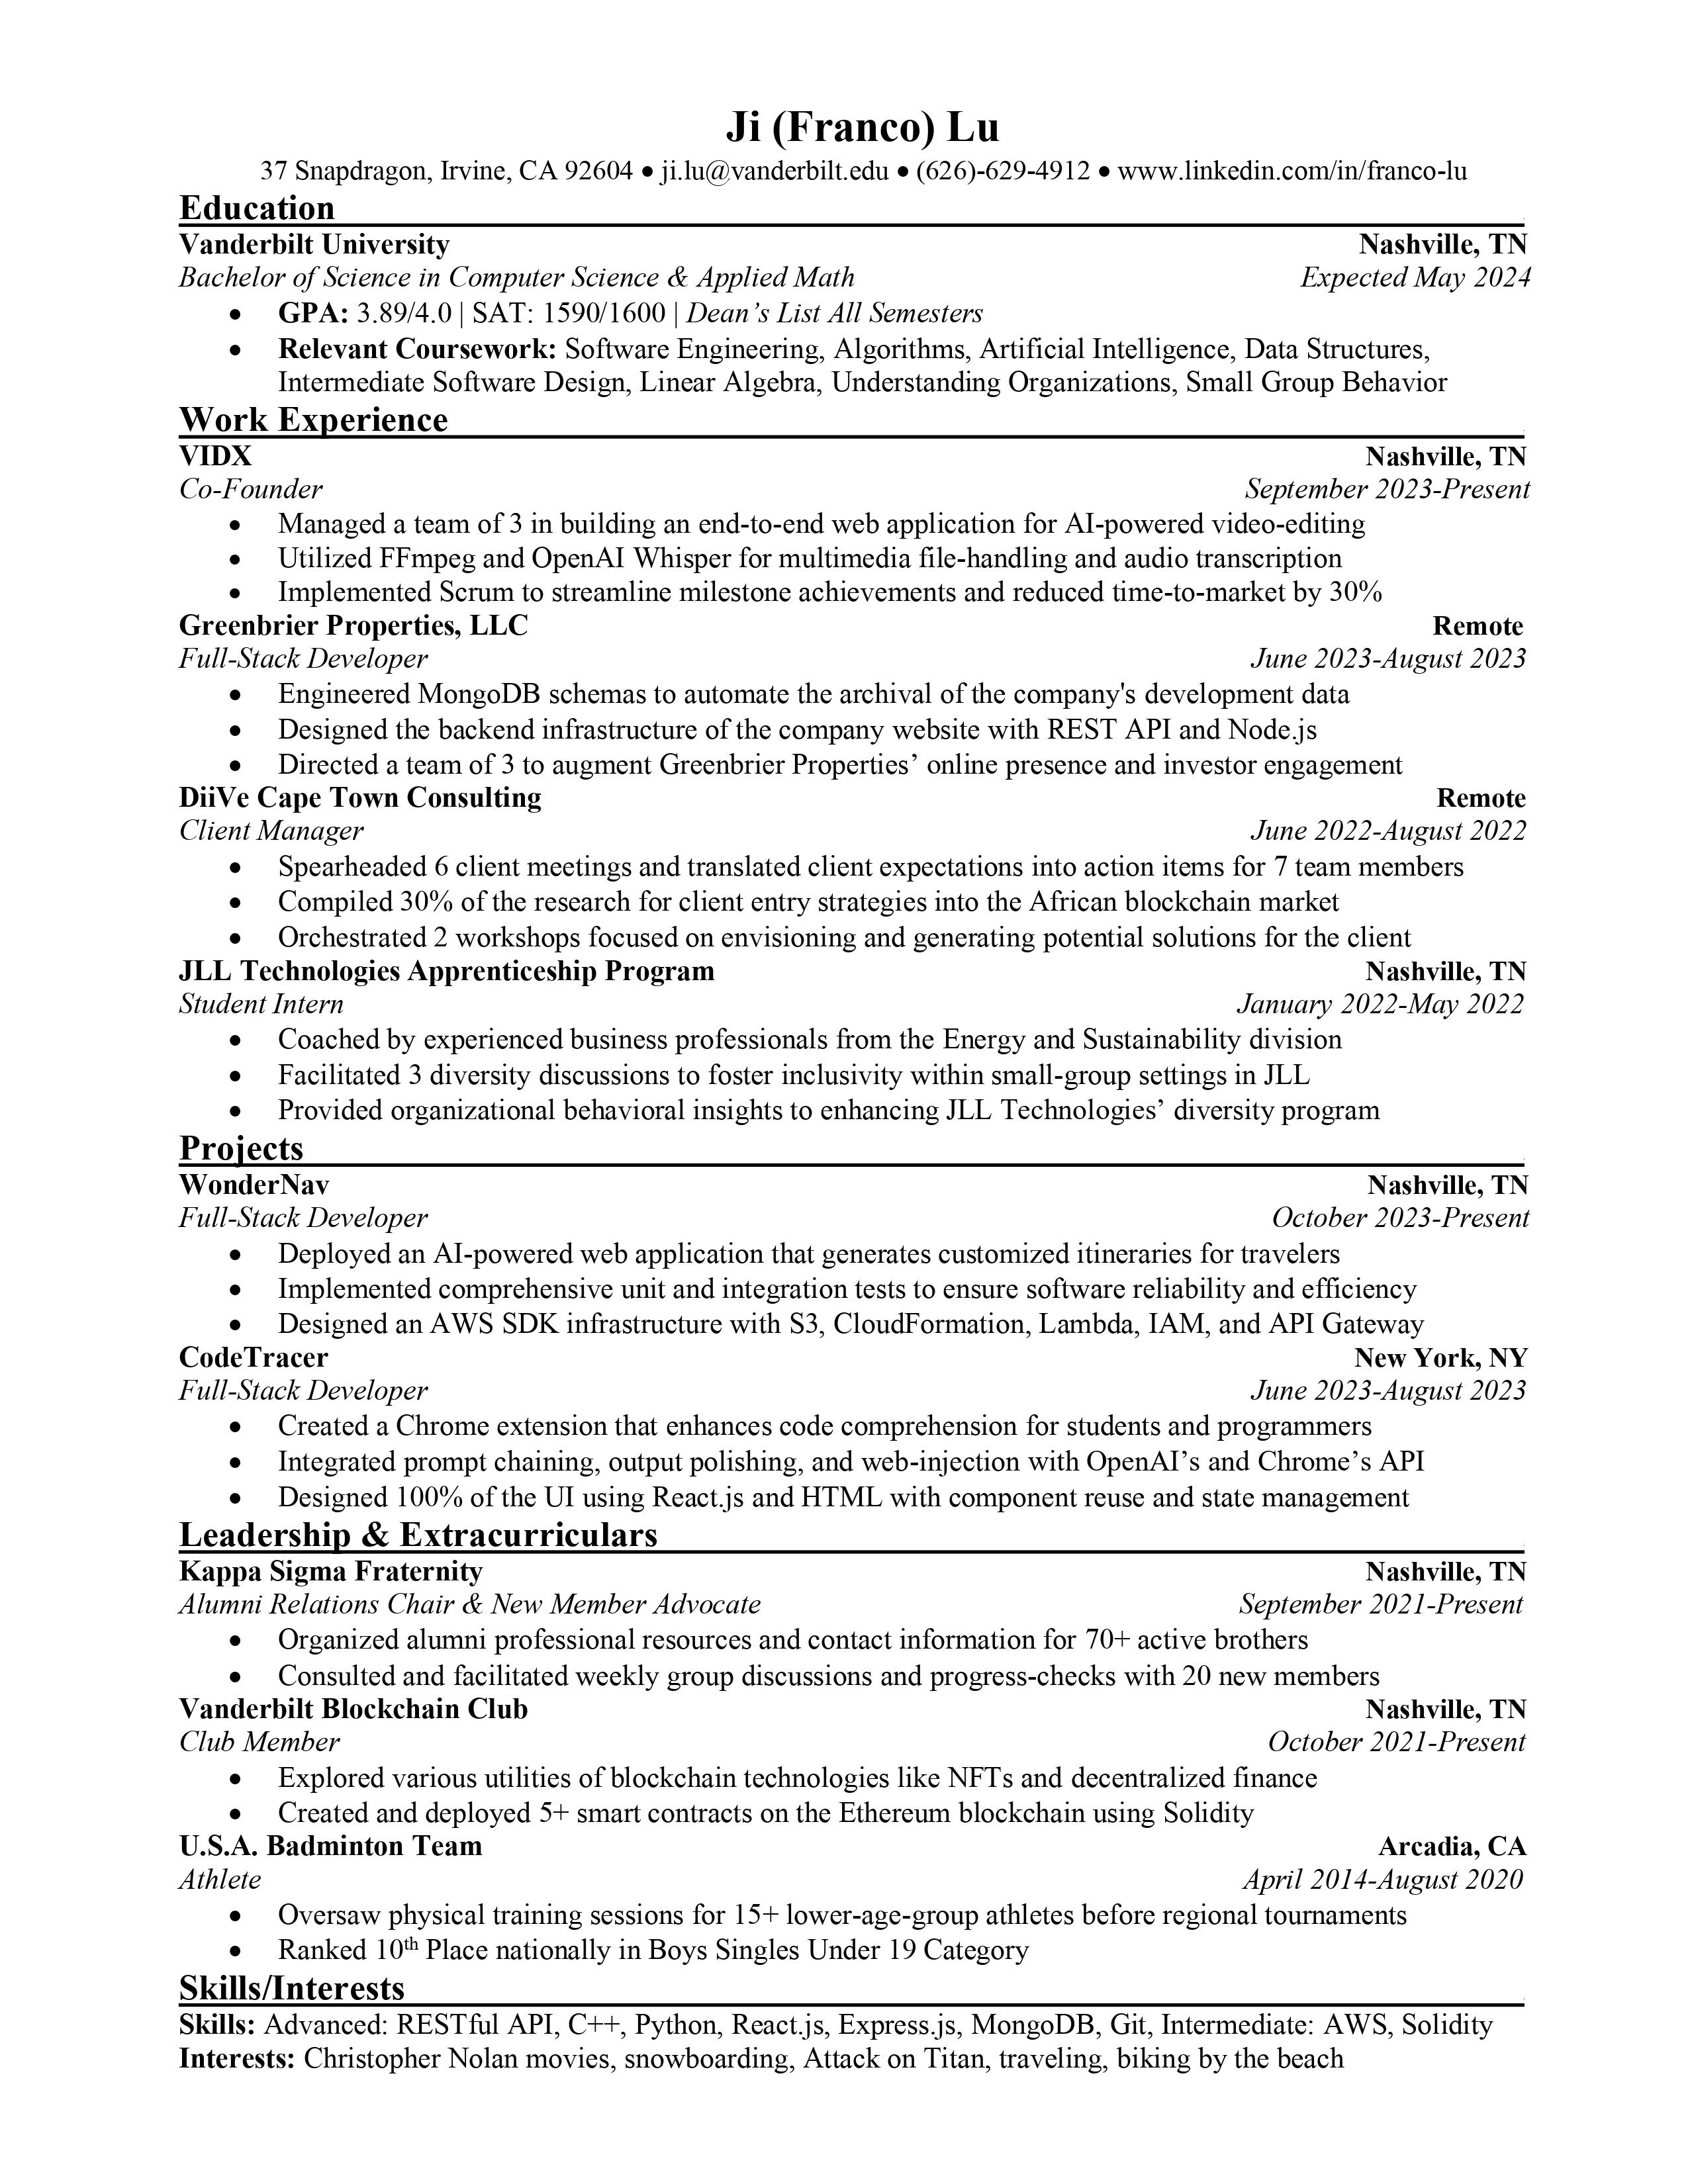 Ji (Franco) Lu
37 Snapdragon, Irvine, CA 92604 ● ji.lu@vanderbilt.edu ● (626)-629-4912 ● www.linkedin.com/in/franco-lu
Education
Vanderbilt University Nashville, TN
Bachelor of Science in Computer Science & Applied Math Expected May 2024
• GPA: 3.89/4.0 | SAT: 1590/1600 | Dean’s List All Semesters
• Relevant Coursework: Software Engineering, Algorithms, Artificial Intelligence, Data Structures,
Intermediate Software Design, Linear Algebra, Understanding Organizations, Small Group Behavior
Work Experience
VIDX Nashville, TN
Co-Founder September 2023-Present
• Managed a team of 3 in building an end-to-end web application for AI-powered video-editing
• Utilized FFmpeg and OpenAI Whisper for multimedia file-handling and audio transcription
• Implemented Scrum to streamline milestone achievements and reduced time-to-market by 30%
Greenbrier Properties, LLC Remote
Full-Stack Developer June 2023-August 2023
• Engineered MongoDB schemas to automate the archival of the company's development data
• Designed the backend infrastructure of the company website with REST API and Node.js
• Directed a team of 3 to augment Greenbrier Properties’ online presence and investor engagement
DiiVe Cape Town Consulting Remote
Client Manager June 2022-August 2022
• Spearheaded 6 client meetings and translated client expectations into action items for 7 team members
• Compiled 30% of the research for client entry strategies into the African blockchain market
• Orchestrated 2 workshops focused on envisioning and generating potential solutions for the client
JLL Technologies Apprenticeship Program Nashville, TN
Student Intern January 2022-May 2022
• Coached by experienced business professionals from the Energy and Sustainability division
• Facilitated 3 diversity discussions to foster inclusivity within small-group settings in JLL
• Provided organizational behavioral insights to enhancing JLL Technologies’ diversity program
Projects
WonderNav Nashville, TN
Full-Stack Developer October 2023-Present
• Deployed an AI-powered web application that generates customized itineraries for travelers
• Implemented comprehensive unit and integration tests to ensure software reliability and efficiency
• Designed an AWS SDK infrastructure with S3, CloudFormation, Lambda, IAM, and API Gateway
CodeTracer New York, NY
Full-Stack Developer June 2023-August 2023
• Created a Chrome extension that enhances code comprehension for students and programmers
• Integrated prompt chaining, output polishing, and web-injection with OpenAI’s and Chrome’s API
• Designed 100% of the UI using React.js and HTML with component reuse and state management
Leadership & Extracurriculars
Kappa Sigma Fraternity Nashville, TN
Alumni Relations Chair & New Member Advocate September 2021-Present
• Organized alumni professional resources and contact information for 70+ active brothers
• Consulted and facilitated weekly group discussions and progress-checks with 20 new members
Vanderbilt Blockchain Club Nashville, TN
Club Member October 2021-Present
• Explored various utilities of blockchain technologies like NFTs and decentralized finance
• Created and deployed 5+ smart contracts on the Ethereum blockchain using Solidity
U.S.A. Badminton Team Arcadia, CA
Athlete April 2014-August 2020
• Oversaw physical training sessions for 15+ lower-age-group athletes before regional tournaments
• Ranked 10th Place nationally in Boys Singles Under 19 Category
Skills/Interests
Skills: Advanced: RESTful API, C++, Python, React.js, Express.js, MongoDB, Git, Intermediate: AWS, Solidity
Interests: Christopher Nolan movies, snowboarding, Attack on Titan, traveling, biking by the beach